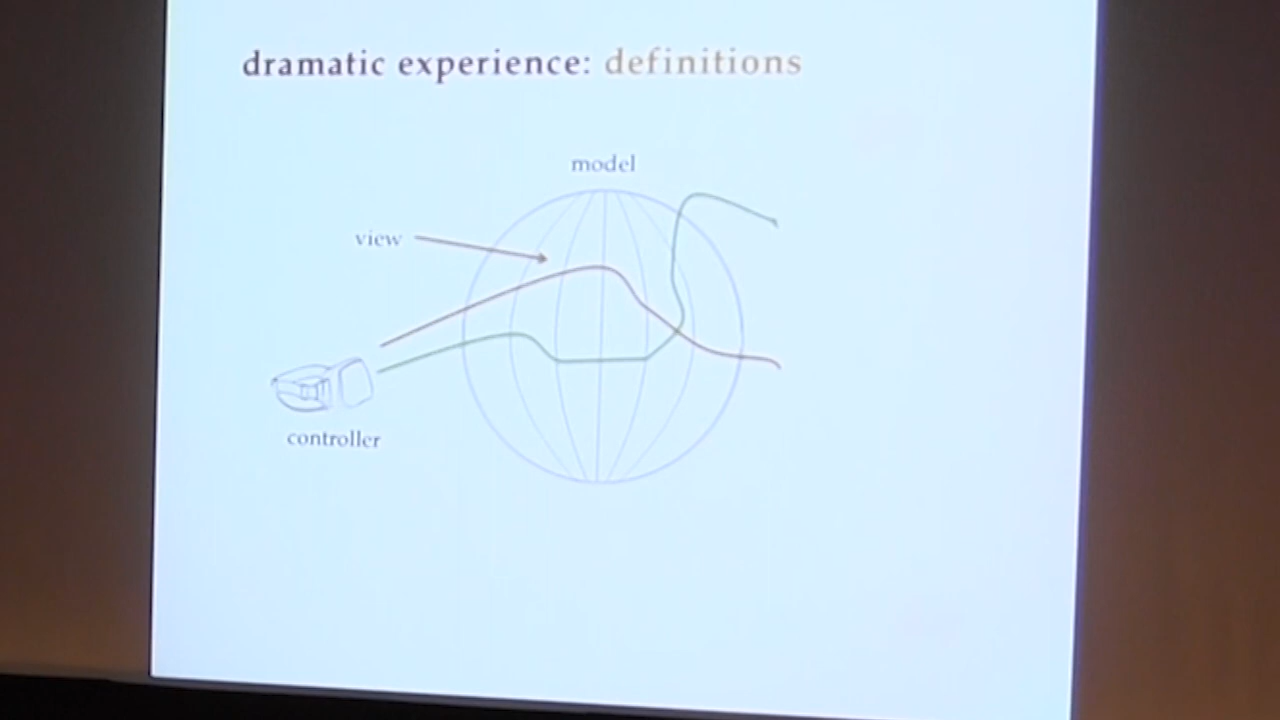 dramatic experience: definitions
model
view
controller